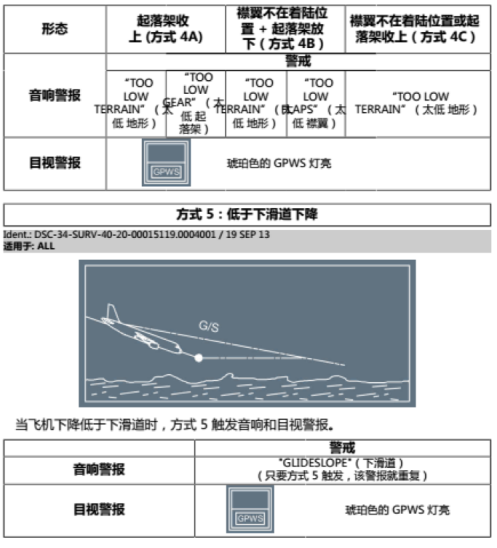 形态
起落架收
上 (方式 4A)
襟翼不在着陆位
置 + 起落架放
下（方式 4B）
襟翼不在着陆位置或起
落架收上（方式 4C）
警戒
音响警报
“TOO
LOW
TERRAIN”（太
低 地形）
“TOO
LOW
GEAR”（太
低 起
落架）
“TOO
LOW
TERRAIN”（太
低 地形）
“TOO
LOW
FLAPS”（太
低 襟翼）
“TOO LOW
TERRAIN”（太低 地形）
目视警报
GPWS
琥珀色的 GPWS 灯亮
方式 5：低于下滑道下降
Ident.: DSC-34-SURV-40-20-00015119.0004001 / 19 SEP 13
适用于: ALL
G/S
当飞机下降低于下滑道时，方式 5 触发音响和目视警报。
警戒
音响警报
"GLIDESLOPE"（下滑道）
（只要方式 5 触发，该警报就重复）
目视警报
GPWS
琥珀色的 GPWS 灯亮